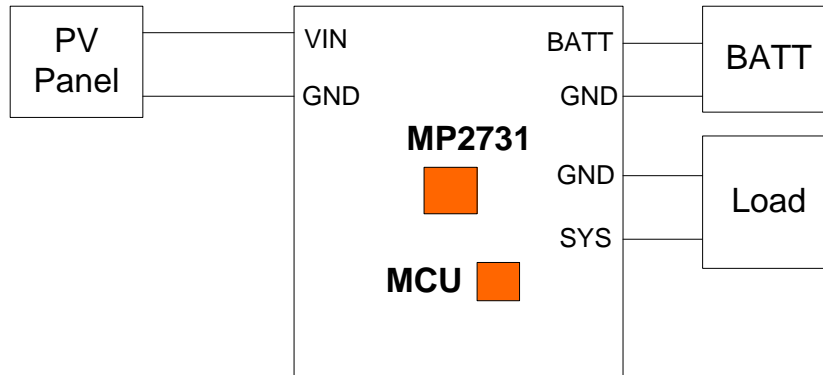 PV
Panel
VIN
GND
MP2731
MCU
BATT
GND
GND
SYS
BATT
Load